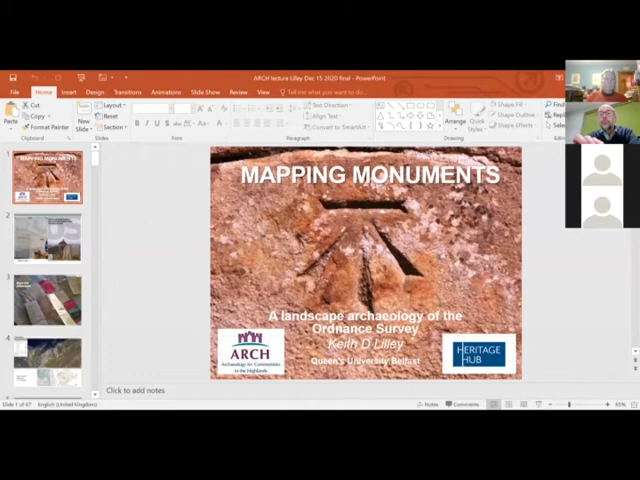 ARCH lecture Lilley Dec 15 2020 final - PowerPoint
File
Home
Insert
Design
Transitions
Animations
Slide Show
Review
View
Tell me what you want to do...
Paste
Cut
Copy
Format Painter
Clipboard
New
Slide
Layout
Reset
Section
Slides
Font
Text Direction
Align Text
Convert to SmartArt
Paragraph
Arrange
Quick
Styles
Shape Fill
Shape Outline
Shape Effects
Drawing
1
2
3
4
MAPPING MONUMENTS
A landscape archaeology of the
Ordnance Survey
Keith D Lilley
Queen's University Belfast
ARCH
Archaeology for Communities
in the Highlands
HERITAGE
HUB
Click to add notes
Slide 1 of 67
English (United Kingdom)
Notes
Comments